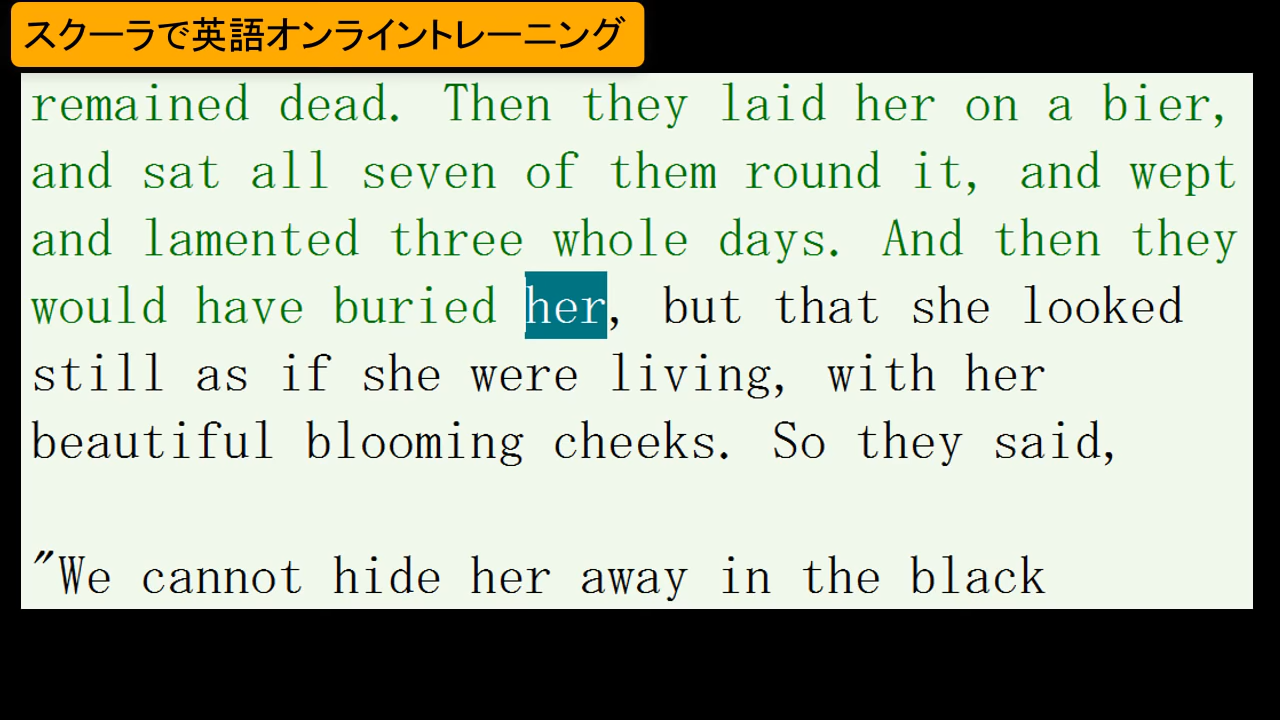 スクーラで英語オンライントレーニング
remained dead. Then they laid her on a bier,
and sat all seven of them round it, and wept
and lamented three whole days. And then they
would have buried her, but that she looked
still as if she were living, with her
beautiful blooming cheeks. So they said,
"We cannot hide her away in the black